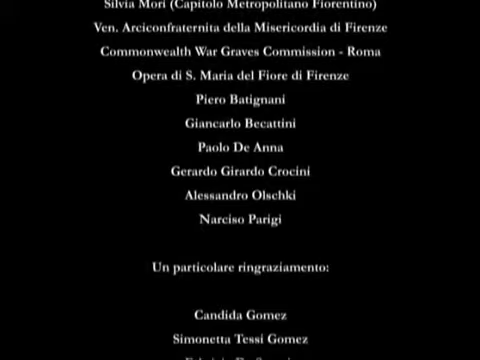 Silvia Mori (Capitolo Metropolitano Fiorentino)
Ven. Arciconfraternita della Misericordia di Firenze
Commonwealth War Graves Commission - Roma
Opera di S. Maria del Fiore di Firenze
Piero Batignani
Giancarlo Becattini
Paolo De Anna
Gerardo Girardo Crocini
Alessandro Olschki
Narciso Parigi
Un particolare ringraziamento:
Candida Gomez
Simonetta Tessi Gomez